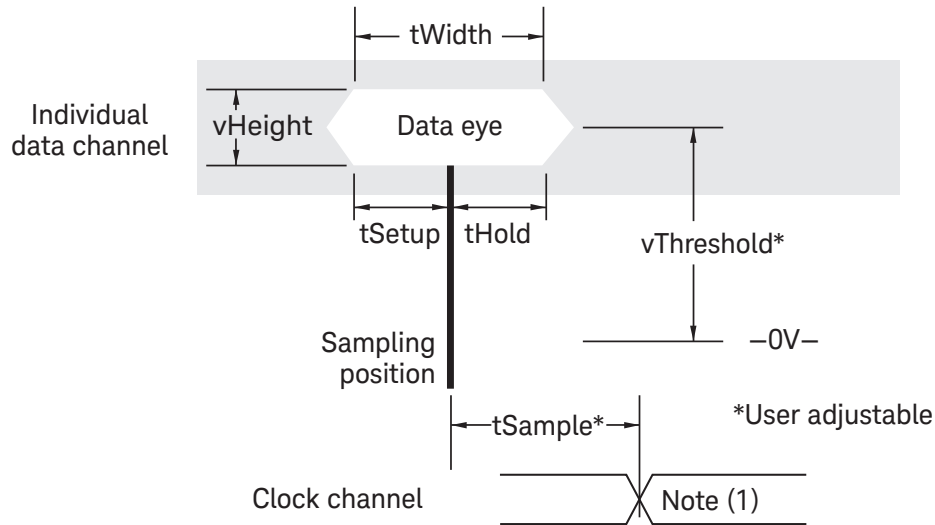 tWidth
Individual
data channel
vHeight
Data eye
tSetup
tHold
vThreshold*
Sampling
position
–0V–
*User adjustable
tSample*
Clock channel
Note (1)